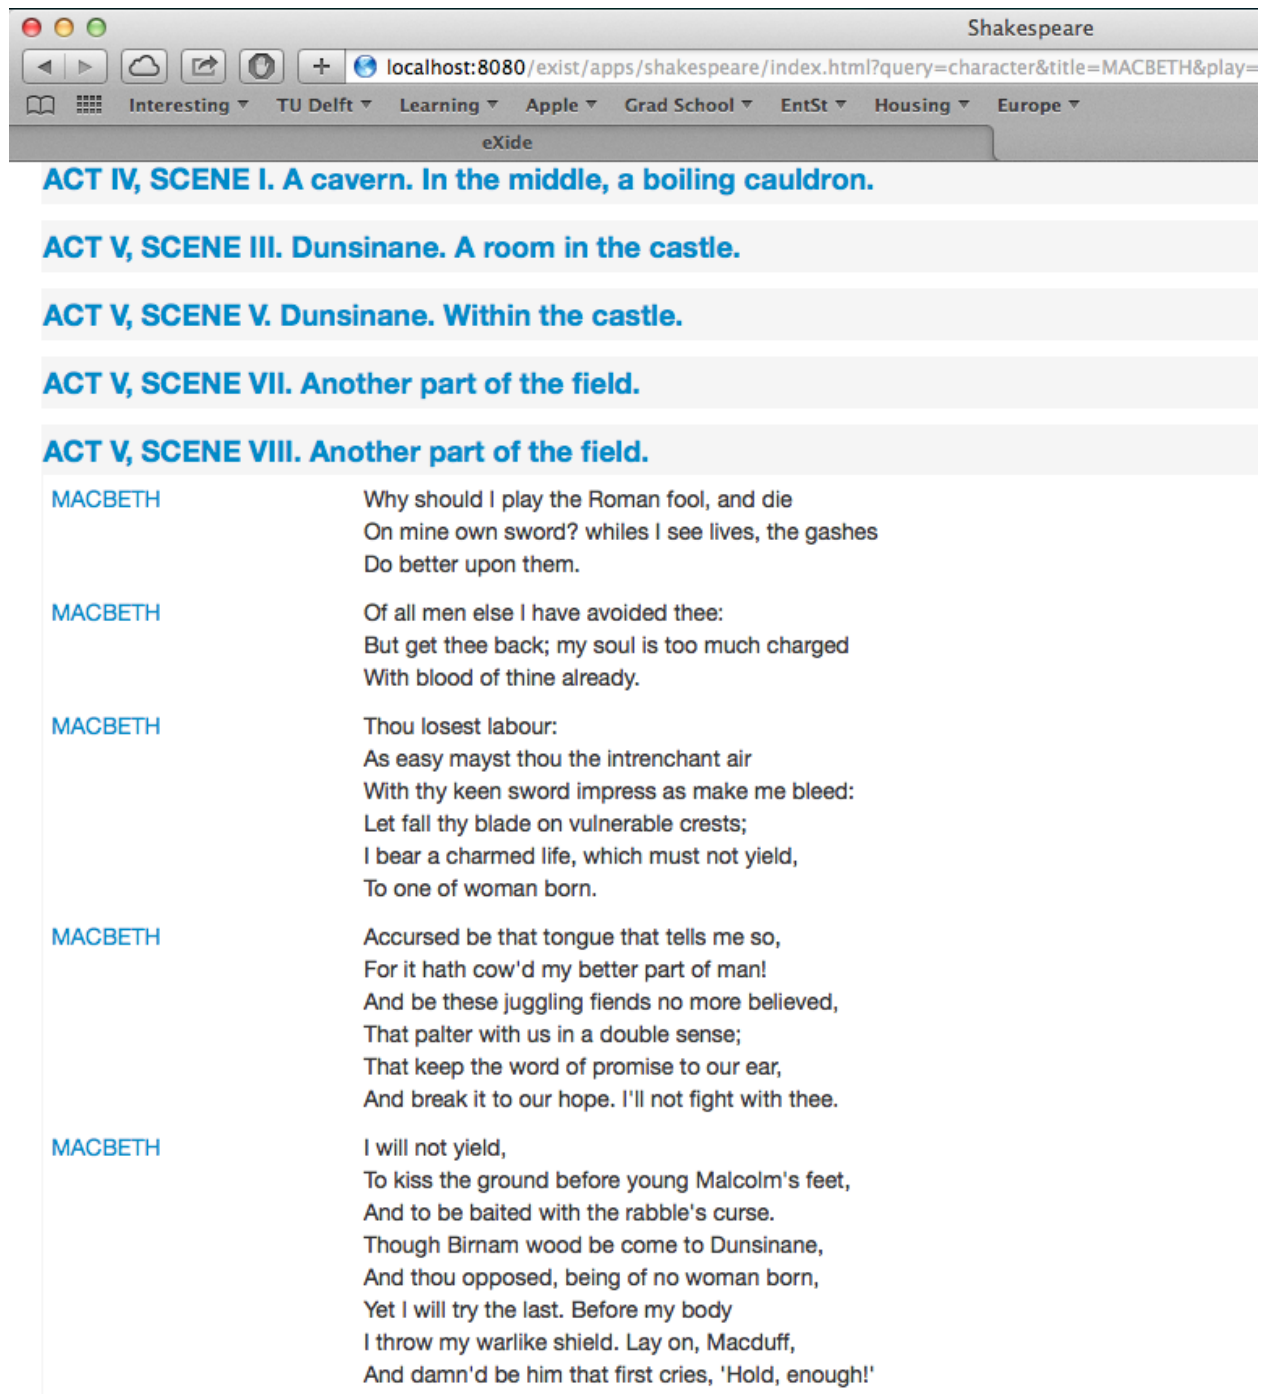 Shakespeare
localhost:8080/exist/apps/shakespeare/index.html?query=character&title=MACBETH&play=
Interesting TU Delft Learning Apple Grad School EntSt Housing Europe
eXide
ACT IV, SCENE I. A cavern. In the middle, a boiling cauldron.
ACT V, SCENE III. Dunsinane. A room in the castle.
ACT V, SCENE V. Dunsinane. Within the castle.
ACT V, SCENE VII. Another part of the field.
ACT V, SCENE VIII. Another part of the field.
MACBETH Why should I play the Roman fool, and die
On mine own sword? whiles I see lives, the gashes
Do better upon them.
MACBETH Of all men else I have avoided thee:
But get thee back; my soul is too much charged
With blood of thine already.
MACBETH Thou losest labour:
As easy mayst thou the intrenchant air
With thy keen sword impress as make me bleed:
Let fall thy blade on vulnerable crests;
I bear a charmed life, which must not yield,
To one of woman born.
MACBETH Accursed be that tongue that tells me so,
For it hath cow'd my better part of man!
And be these juggling fiends no more believed,
That palter with us in a double sense;
That keep the word of promise to our ear,
And break it to our hope. I'll not fight with thee.
MACBETH I will not yield,
To kiss the ground before young Malcolm's feet,
And to be baited with the rabble's curse.
Though Birnam wood be come to Dunsinane,
And thou opposed, being of no woman born,
Yet I will try the last. Before my body
I throw my warlike shield. Lay on, Macduff,
And damn'd be him that first cries, 'Hold, enough!'